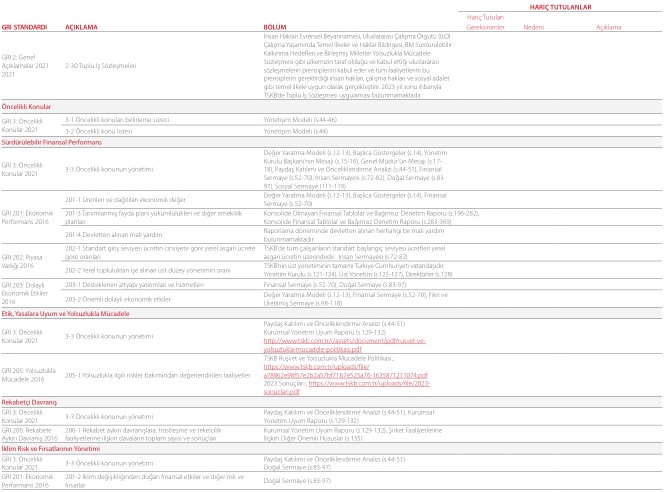 HARİÇ TUTULANLAR
Hariç Tutulan
GRI STANDARDI AÇIKLAMA BÖLÜM Gereksinimler Nedeni Açıklama
GRI 2: Genel
Açıklamalar 2021
2021
2-30 Toplu İş Sözleşmeleri
İnsan Hakları Evrensel Beyannamesi, Uluslararası Çalışma Örgütü (ILO)
Çalışma Yaşamında Temel İlkeler ve Haklar Bildirgesi, BM Sürdürülebilir
Kalkınma Hedefleri ve Birleşmiş Milletler Yolsuzlukla Mücadele
Sözleşmesi gibi ülkemizin taraf olduğu ve kabul ettiği uluslararası
sözleşmelerin prensiplerini kabul eder ve tüm faaliyetlerini bu
prensiplerin gerektirdiği insan hakları, çalışma hakları ve sosyal adalet
gibi temel ilkelere uygun olarak gerçekleştirir. 2023 yıl sonu itibarıyla
TSKB'de Toplu İş Sözleşmesi uygulaması bulunmamaktadır.
Öncelikli Konular
GRI 3: Öncelikli
Konular 2021
3-1 Öncelikli konuları belirleme süreci Yönetişim Modeli (s.44-46)
3-2 Öncelikli konu listesi Yönetişim Modeli (s.44)
Sürdürülebilir Finansal Performans
GRI 3: Öncelikli
Konular 2021
3-3 Öncelikli konunun yönetimi
Değer Yaratma Modeli (s.12-13), Başlıca Göstergeler (s.14), Yönetim
Kurulu Başkanı'nın Mesajı (s.15-16), Genel Müdür'ün Mesajı (s.17-
18), Paydaş Katılımı ve Önceliklendirme Analizi (s.44-51), Finansal
Sermaye (s.52-70), İnsan Sermayesi (s.72-82), Doğal Sermaye (s.83-
97), Sosyal Sermaye (111-119)
GRI 201: Ekonomik
Performans 2016
201-1 Üretilen ve dağıtılan ekonomik değer
Değer Yaratma Modeli (s.12-13), Başlıca Göstergeler (s.14), Finansal
Sermaye (s.52-70)
201-3 Tanımlanmış fayda planı yükümlülükleri ve diğer emeklilik
planları
Konsolide Olmayan Finansal Tablolar ve Bağımsız Denetim Raporu (s.196-282),
Konsolide Finansal Tablolar ve Bağımsız Denetim Raporu (s.283-369)
201-4 Devletten alınan mali yardım
Raporlama döneminde devletten alınan herhangi bir mali yardım
bulunmamaktadır.
GRI 202: Piyasa
Varlığı 2016
202-1 Standart giriş seviyesi ücretin cinsiyete göre yerel asgari ücrete
göre oranları
TSKB'de tüm çalışanların standart başlangıç seviyesi ücretleri yerel
asgari ücretin üzerindedir. İnsan Sermayesi (s.72-82)
202-2 Yerel topluluktan işe alınan üst düzey yönetimin oranı
TSKB'nin üst yönetiminin tamamı Türkiye Cumhuriyeti vatandaşıdır.
Yönetim Kurulu (s.121-124), Üst Yönetim (s.125-127), Direktörler (s.128)
GRI 203: Dolaylı
Ekonomik Etkiler
2016
203-1 Desteklenen altyapı yatırımları ve hizmetleri Finansal Sermaye (s.52-70), Doğal Sermaye (s.83-97)
203-2 Önemli dolaylı ekonomik etkiler
Değer Yaratma Modeli (s.12-13), Finansal Sermaye (s.52-70), Fikri ve
Üretilmiş Sermaye (s.98-110)
Etik, Yasalara Uyum ve Yolsuzlukla Mücadele
GRI 3: Öncelikli
Konular 2021
3-3 Öncelikli konunun yönetimi
Paydaş Katılımı ve Önceliklendirme Analizi (s.44-51)
Kurumsal Yönetim Uyum Raporu (s.129-132)
http://www.tskb.com.tr/i/assets/document/pdf/rusvet-ve-
yolsuzlukla-mucadele-politikasi.pdf
GRI 205: Yolsuzlukla
Mücadele 2016
205-1 Yolsuzlukla ilgili riskler bakımından değerlendirilen faaliyetler
TSKB Rüşvet ve Yolsuzlukla Mücadele Politikası:;
https://www.tskb.com.tr/uploads/file/
a78862e98f57e2b2a57bf71b7e525a76-1635871211074.pdf
2023 Sonuçları:; https://www.tskb.com.tr/uploads/file/2023-
sonuclari.pdf
Rekabetçi Davranış
GRI 3: Öncelikli
Konular 2021
3-3 Öncelikli konunun yönetimi
Paydaş Katılımı ve Önceliklendirme Analizi (s.44-51), Kurumsal
Yönetim Uyum Raporu (s.129-132)
GRI 206: Rekabete
Aykırı Davranış 2016
206-1 Rekabet aykırı davranışlara, tröstleşme ve tekelcilik
faaliyetlerine ilişkin davaların toplam sayısı ve sonuçları
Kurumsal Yönetim Uyum Raporu (s.129-132), Şirket Faaliyetlerine
İlişkin Diğer Önemli Hususlar (s.135)
İklim Risk ve Fırsatlarının Yönetimi
GRI 3: Öncelikli
Konular 2021
3-3 Öncelikli konunun yönetimi
Paydaş Katılımı ve Önceliklendirme Analizi (s.44-51)
Doğal Sermaye (s.83-97)
GRI 201: Ekonomik
Performans 2016
201-2 İklim değişikliğinden doğan finansal etkiler ve diğer risk ve
fırsatlar
Doğal Sermaye (s.83-97)